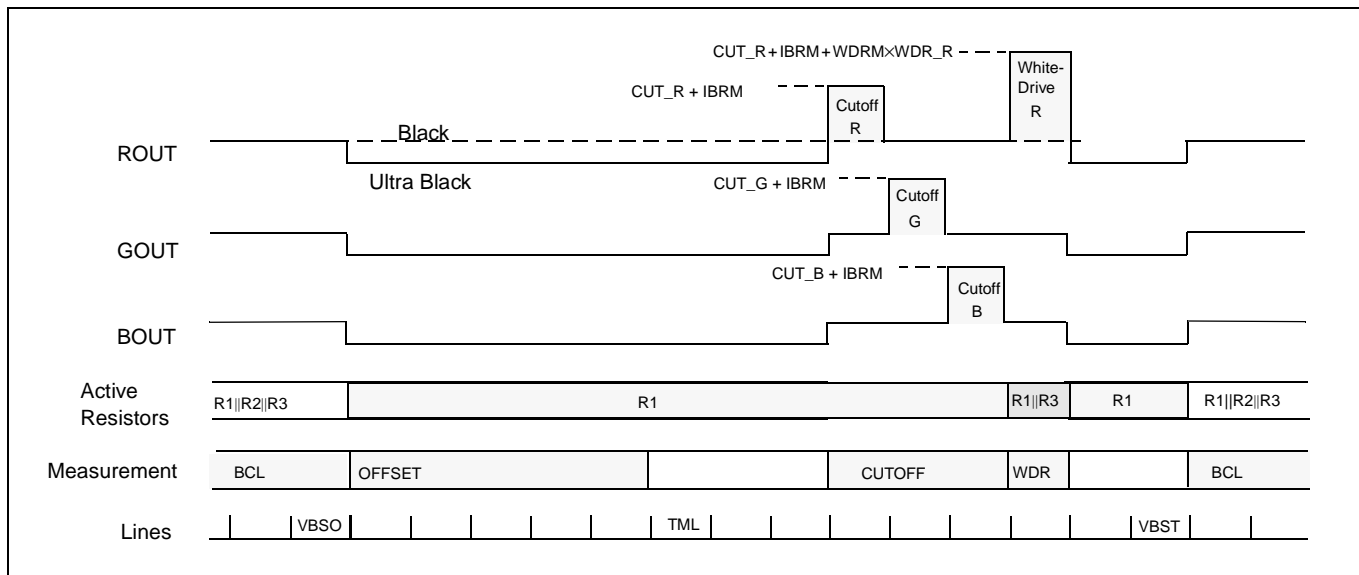 CUT_R+IBRM+WDRM×WDR_R
White-
Drive
R
CUT_R + IBRM
Cutoff
R
Black
ROUT
Ultra Black
CUT_G + IBRM
Cutoff
G
GOUT
CUT_B + IBRM
Cutoff
B
BOUT
Active
Resistors
R1||R2||R3
R1
R1||R3
R1
R1||R2||R3
Measurement
BCL
OFFSET
CUTOFF
WDR
BCL
Lines
VBSO
TML
VBST